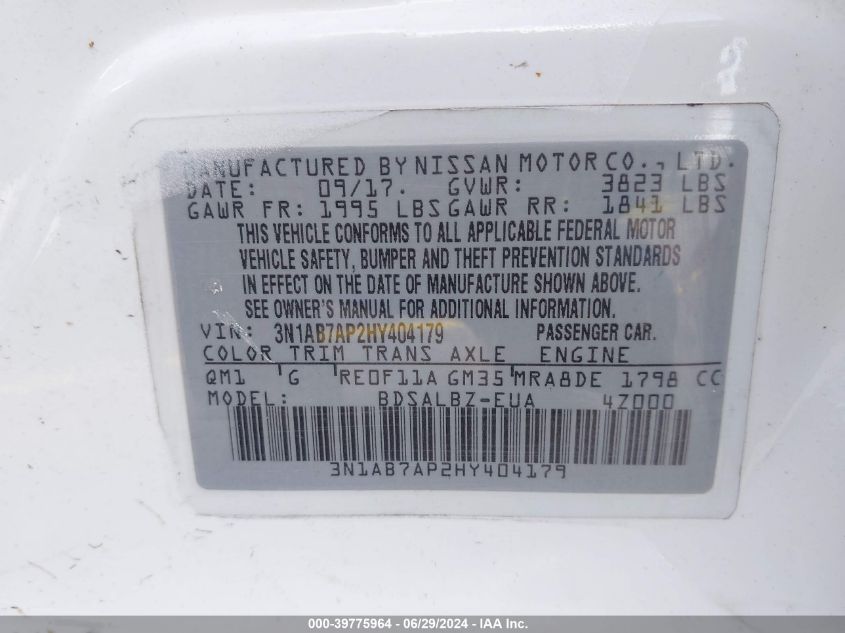 MANUFACTURED BY NISSAN MOTOR CO., LTD.
DATE: 09/17. GVWR: 3823 LBS
GAWR FR: 1995 LBS GAWR RR: 1841 LBS
THIS VEHICLE CONFORMS TO ALL APPLICABLE FEDERAL MOTOR
VEHICLE SAFETY, BUMPER AND THEFT PREVENTION STANDARDS
IN EFFECT ON THE DATE OF MANUFACTURE SHOWN ABOVE.
SEE OWNER'S MANUAL FOR ADDITIONAL INFORMATION.
VIN: 3N1AB7AP2HY404179 PASSENGER CAR.
COLOR TRIM TRANS AXLE ENGINE
QM1 G RE0F11A GM35 MRA8DE 1798 CC
MODEL: BDSALBZ-EUA 4Z000
3N1AB7AP2HY404179
000-39775964 - 06/29/2024 - IAA Inc.